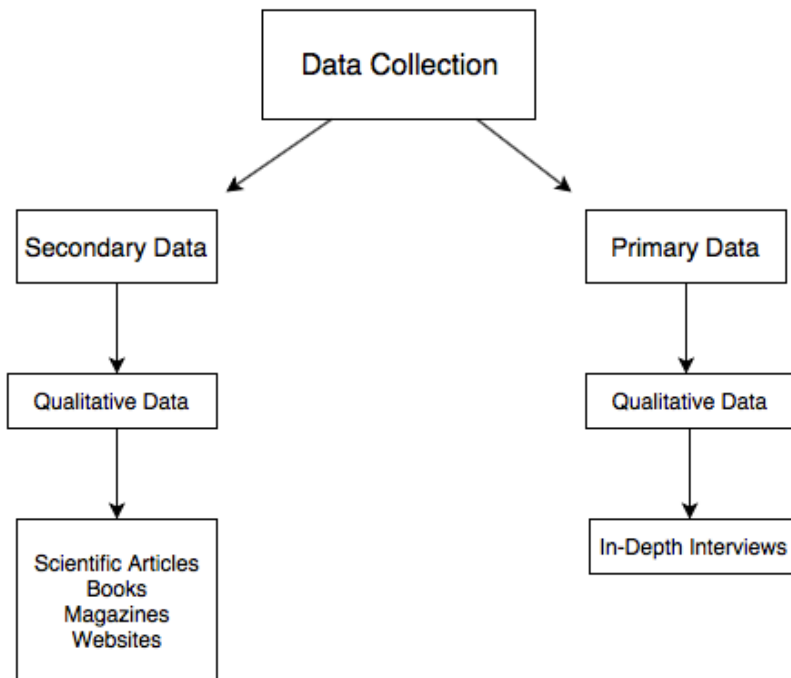 Data Collection
Secondary Data
Primary Data
Qualitative Data
Qualitative Data
Scientific Articles
Books
Magazines
Websites
In-Depth Interviews